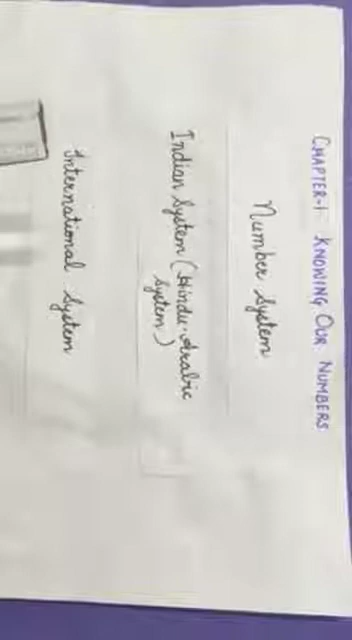 CHAPTER-1 KNOWING OUR NUMBERS
Number System
Indian System (Hindu-Arabic
System)
International System